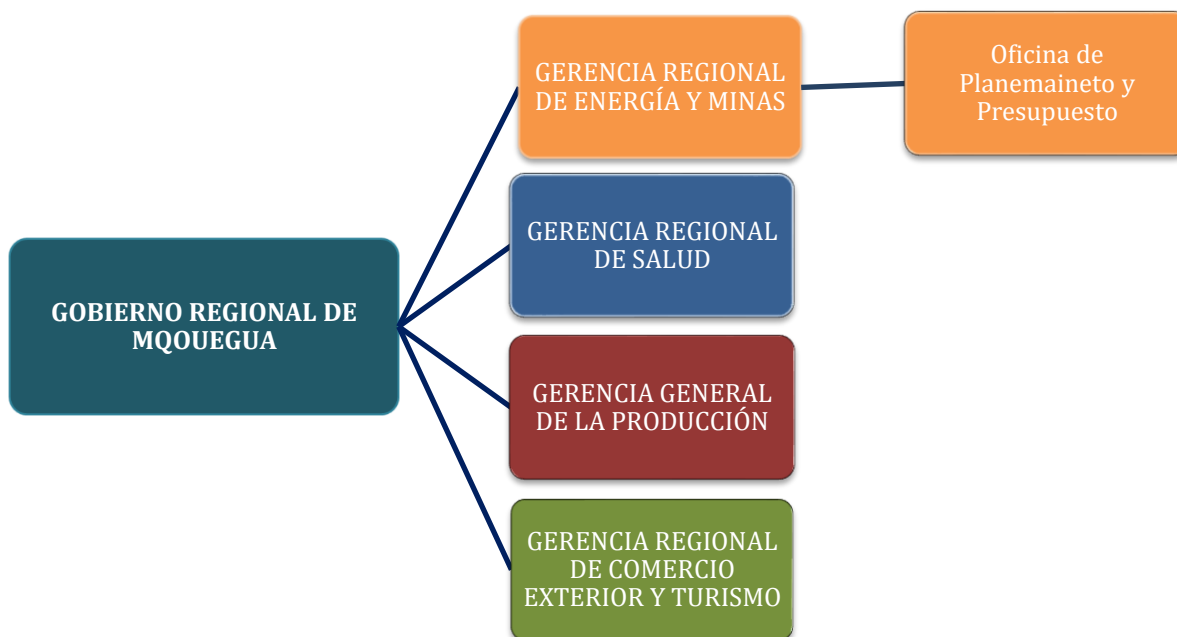 GOBIERNO REGIONAL DE
MQOUEGUA
GERENCIA REGIONAL
DE ENERGÍA Y MINAS
Oficina de
Planemaineto y
Presupuesto
GERENCIA REGIONAL
DE SALUD
GERENCIA GENERAL
DE LA PRODUCCIÓN
GERENCIA REGIONAL
DE COMERCIO
EXTERIOR Y TURISMO